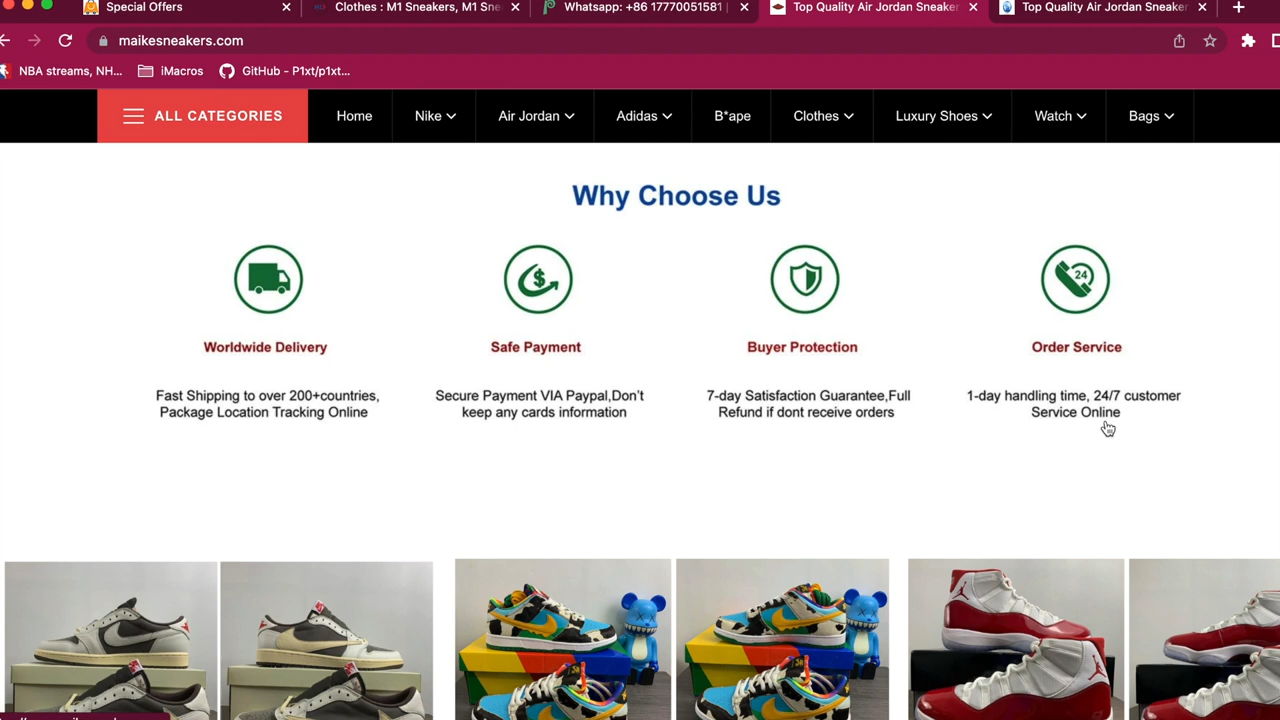 Special Offers
Clothes : M1 Sneakers, M1 Sne
Whatsapp: +86 17770051581 |
Top Quality Air Jordan Sneaker
Top Quality Air Jordan Sneaker
maikesneakers.com
NBA streams, NH...
iMacros
GitHub - P1xt/p1xt...
ALL CATEGORIES
Home
Nike
Air Jordan
Adidas
B*ape
Clothes
Luxury Shoes
Watch
Bags
Why Choose Us
24
Worldwide Delivery
Safe Payment
Buyer Protection
Order Service
Fast Shipping to over 200+countries,
Package Location Tracking Online
Secure Payment VIA Paypal,Don't
keep any cards information
7-day Satisfaction Guarantee,Full
Refund if dont receive orders
1-day handling time, 24/7 customer
Service Online